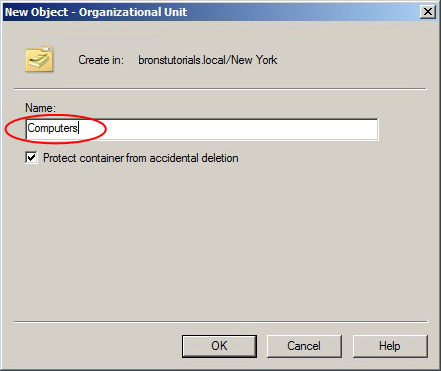 New Object - Organizational Unit
Create in: bronstutorials.local/New York
Name:
Computers
Protect container from accidental deletion
OK Cancel Help